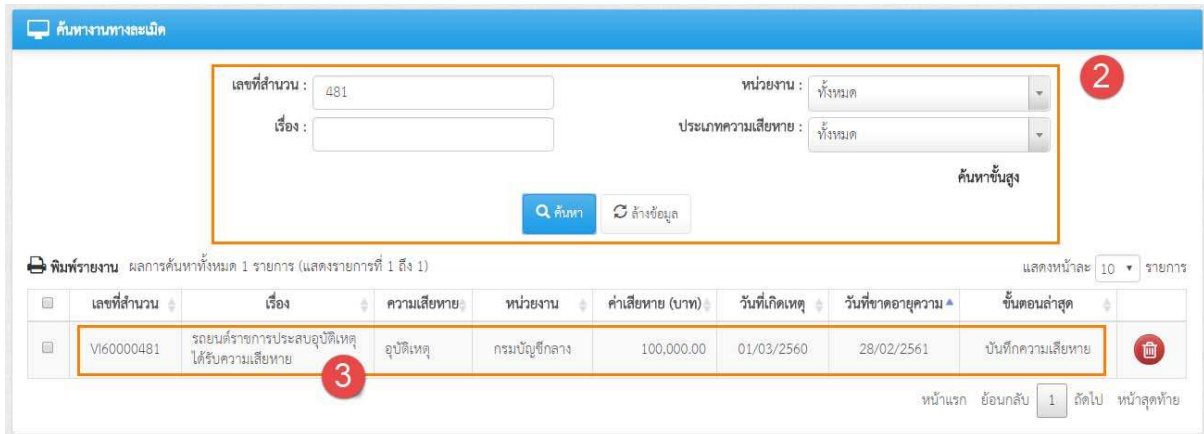 ค้นหางานทางละเมิด
2
เลขที่สำนวน : 481 หน่วยงาน : ทั้งหมด
เรื่อง : ประเภทความเสียหาย : ทั้งหมด
ค้นหาขั้นสูง
ค้นหา ล้างข้อมูล
พิมพ์รายงาน ผลการค้นหาทั้งหมด 1 รายการ (แสดงรายการที่ 1 ถึง 1) แสดงหน้าละ 10 รายการ
เลขที่สำนวน เรื่อง ความเสียหาย หน่วยงาน ค่าเสียหาย (บาท) วันที่เกิดเหตุ วันที่ขาดอายุความ ขั้นตอนล่าสุด
VI60000481 รถยนต์ราชการประสบอุบัติเหตุ อุบัติเหตุ กรมบัญชีกลาง 100,000.00 01/03/2560 28/02/2561 บันทึกความเสียหาย
ได้รับความเสียหาย
3
หน้าแรก ย้อนกลับ 1 ถัดไป หน้าสุดท้าย